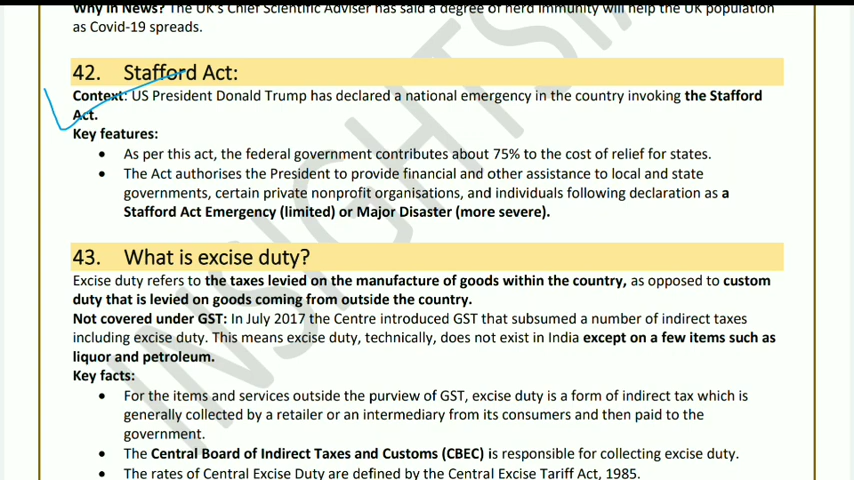 Why in News? The UK's Chief Scientific Adviser has said a degree of herd immunity will help the UK population
as Covid-19 spreads.
42. Stafford Act:
Context: US President Donald Trump has declared a national emergency in the country invoking the Stafford
Act.
Key features:
• As per this act, the federal government contributes about 75% to the cost of relief for states.
• The Act authorises the President to provide financial and other assistance to local and state
governments, certain private nonprofit organisations, and individuals following declaration as a
Stafford Act Emergency (limited) or Major Disaster (more severe).
43. What is excise duty?
Excise duty refers to the taxes levied on the manufacture of goods within the country, as opposed to custom
duty that is levied on goods coming from outside the country.
Not covered under GST: In July 2017 the Centre introduced GST that subsumed a number of indirect taxes
including excise duty. This means excise duty, technically, does not exist in India except on a few items such as
liquor and petroleum.
Key facts:
• For the items and services outside the purview of GST, excise duty is a form of indirect tax which is
generally collected by a retailer or an intermediary from its consumers and then paid to the
government.
• The Central Board of Indirect Taxes and Customs (CBEC) is responsible for collecting excise duty.
• The rates of Central Excise Duty are defined by the Central Excise Tariff Act, 1985.
INSIGHTSI